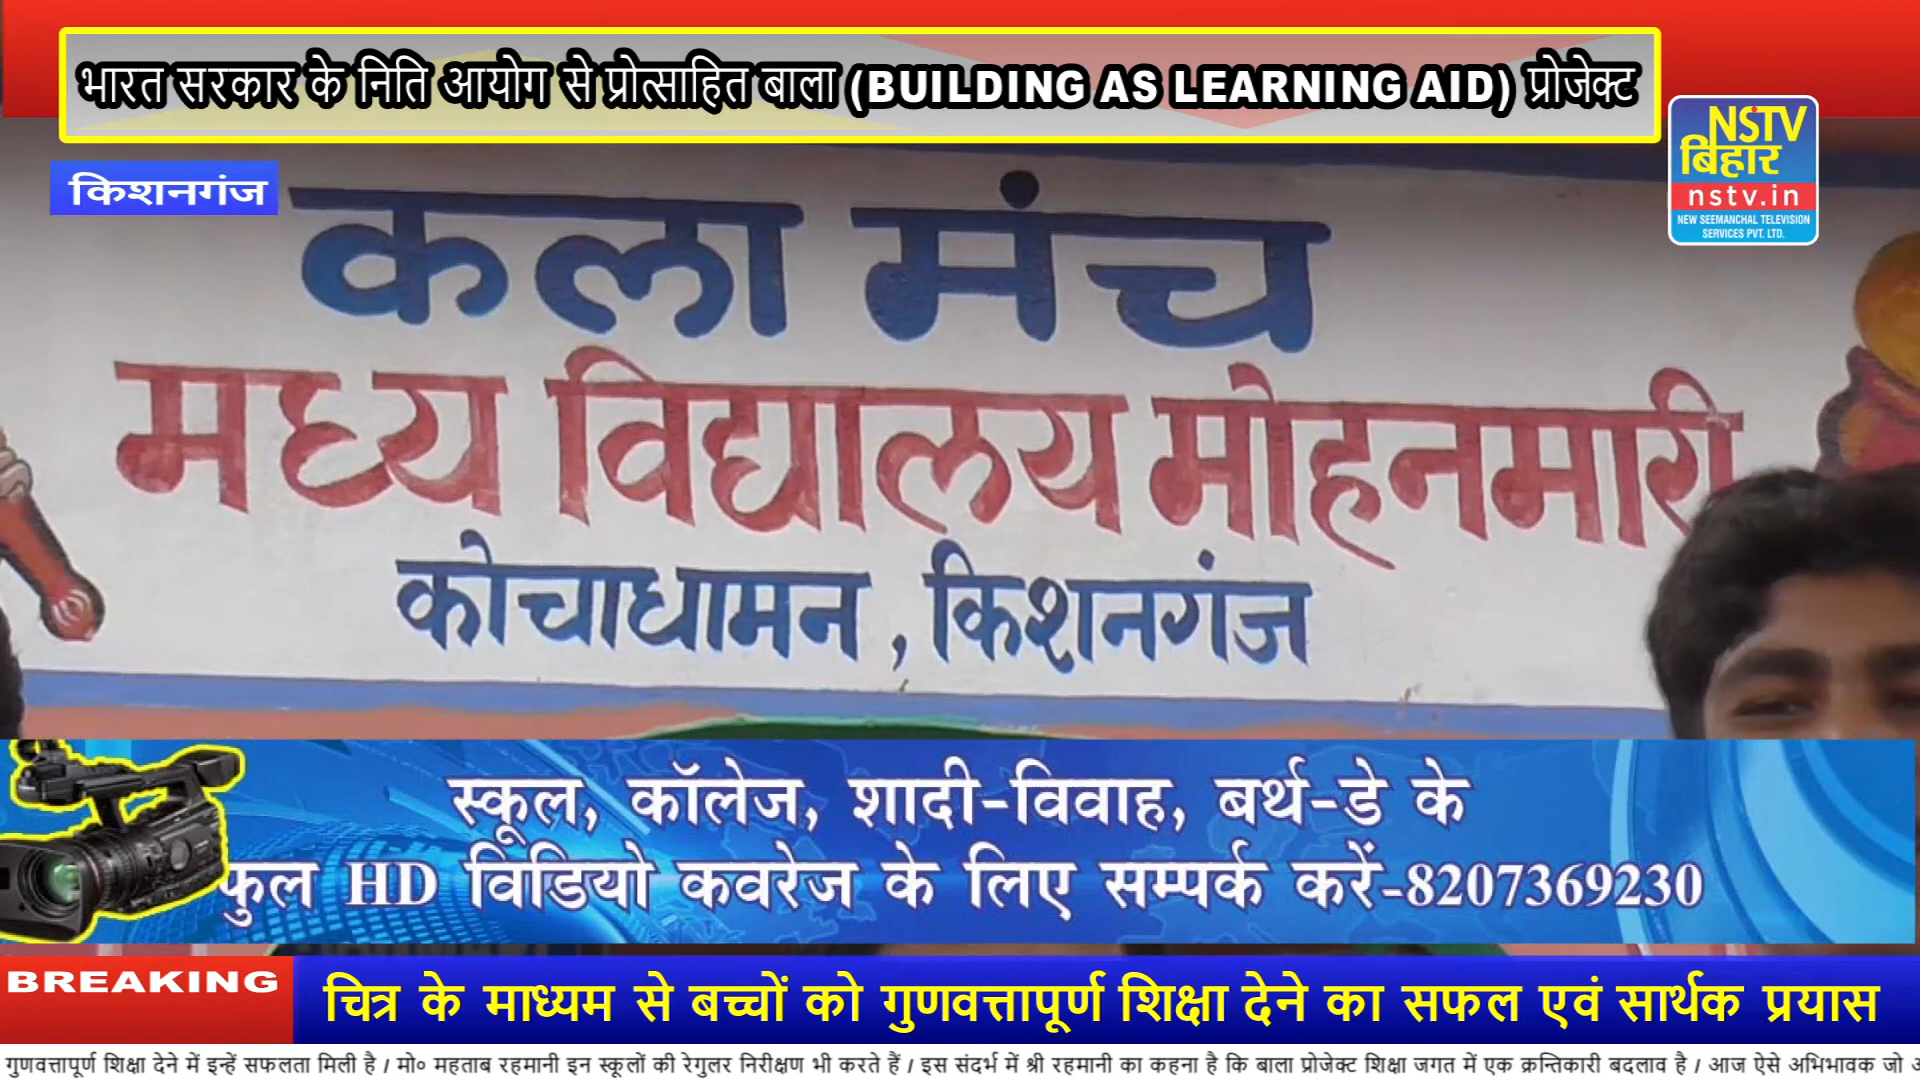 भारत सरकार के निति आयोग से प्रोत्साहित बाला (BUILDING AS LEARNING AID) प्रोजेक्ट
NSTV
बिहार
nstv.in
NEW SEEMANCHAL TELEVISION
SERVICES PVT. LTD.
किशनगंज
कला मंच
मध्य विद्यालय मोहनमारी
कोचाधामन , किशनगंज
स्कूल, कॉलेज, शादी-विवाह, बर्थ-डे के
फुल HD विडियो कवरेज के लिए सम्पर्क करें-8207369230
BREAKING
चित्र के माध्यम से बच्चों को गुणवत्तापूर्ण शिक्षा देने का सफल एवं सार्थक प्रयास
गुणवत्तापूर्ण शिक्षा देने में इन्हें सफलता मिली है / मो० महताब रहमानी इन स्कूलों की रेगुलर निरीक्षण भी करते हैं / इस संदर्भ में श्री रहमानी का कहना है कि बाला प्रोजेक्ट शिक्षा जगत में एक क्रन्तिकारी बदलाव है / आज ऐसे अभिभावक जो